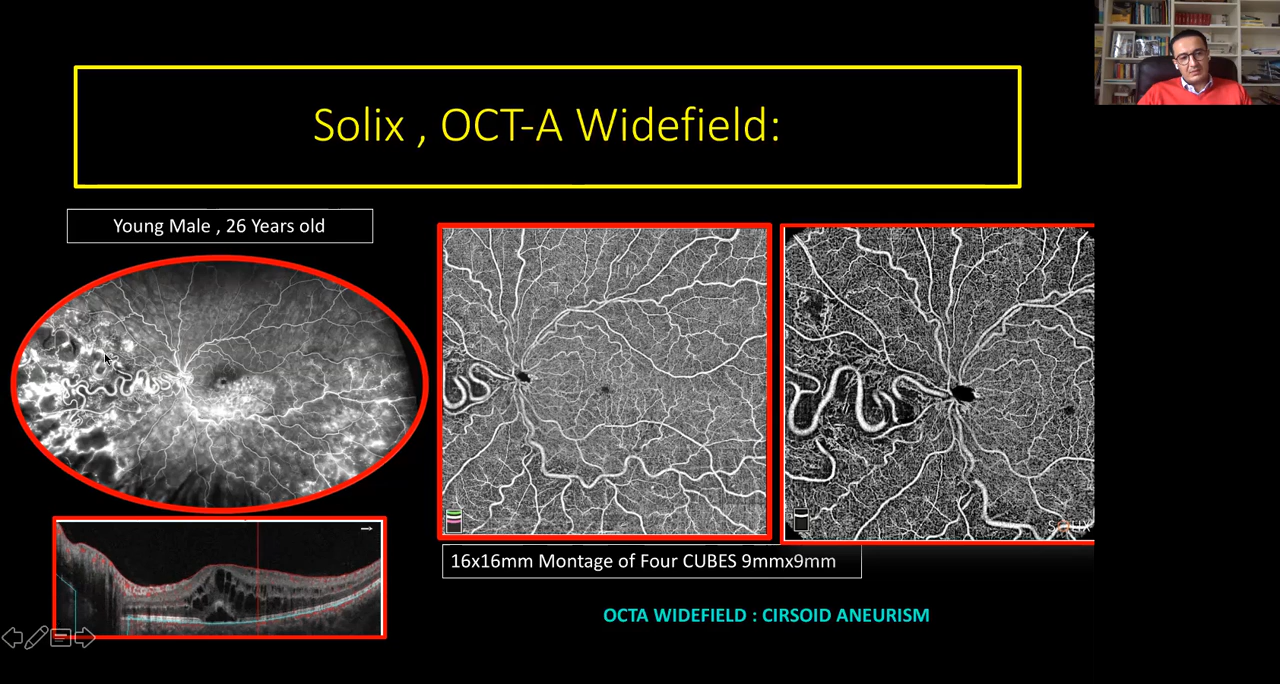 Solix , OCT-A Widefield:
Young Male , 26 Years old
16x16mm Montage of Four CUBES 9mmx9mm
OCTA WIDEFIELD : CIRSOID ANEURISM